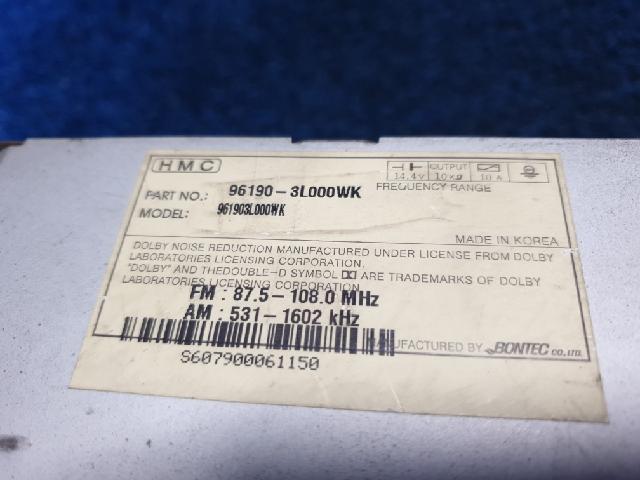 HMC
OUTPUT
14.4V 10A
PART NO.: 96190-3L000WK
FREQUENCY RANGE
MODEL: 961903L000WK
MADE IN KOREA
DOLBY NOISE REDUCTION MANUFACTURED UNDER LICENSE FROM DOLBY
LABORATORIES LICENSING CORPORATION.
"DOLBY" AND THEDOUBLE-D SYMBOL ARE TRADEMARKS OF DOLBY
LABORATORIES LICENSING CORPORATION
FM : 87.5-108.0 MHz
AM : 531-1602 kHz
MANUFACTURED BY BONTEC CO., LTD.
S607900061150